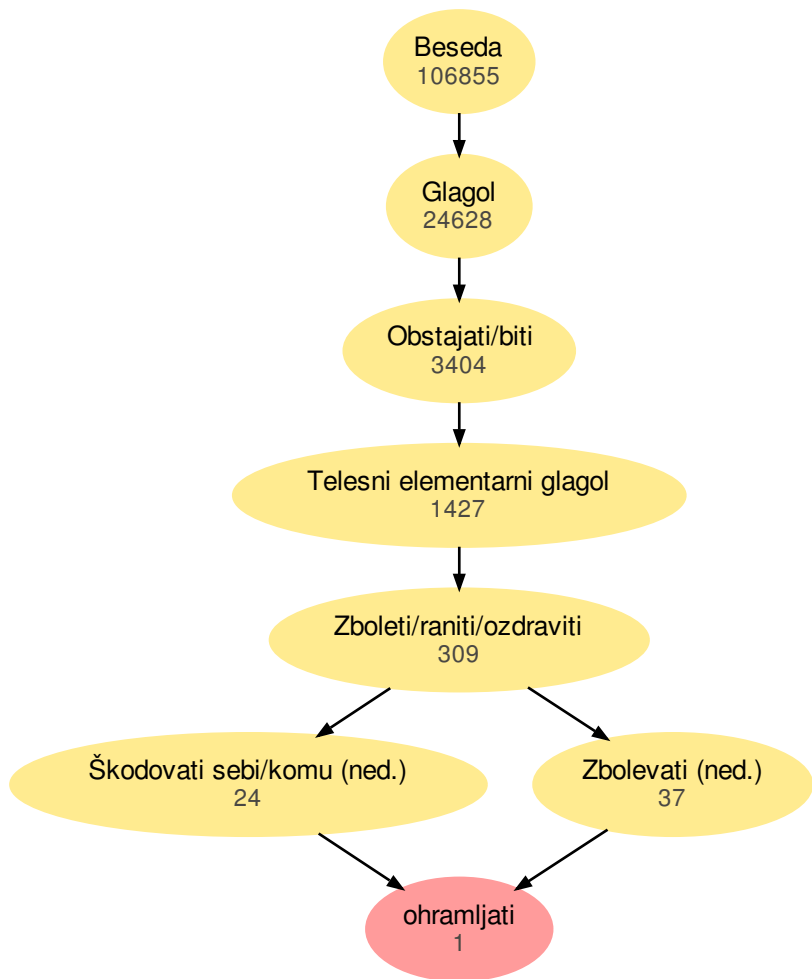 Beseda
106855
Glagol
24628
Obstajati/biti
3404
Telesni elementarni glagol
1427
Zboleti/raniti/ozdraviti
309
Škodovati sebi/komu (ned.)
24
Zbolevati (ned.)
37
ohramljati
1